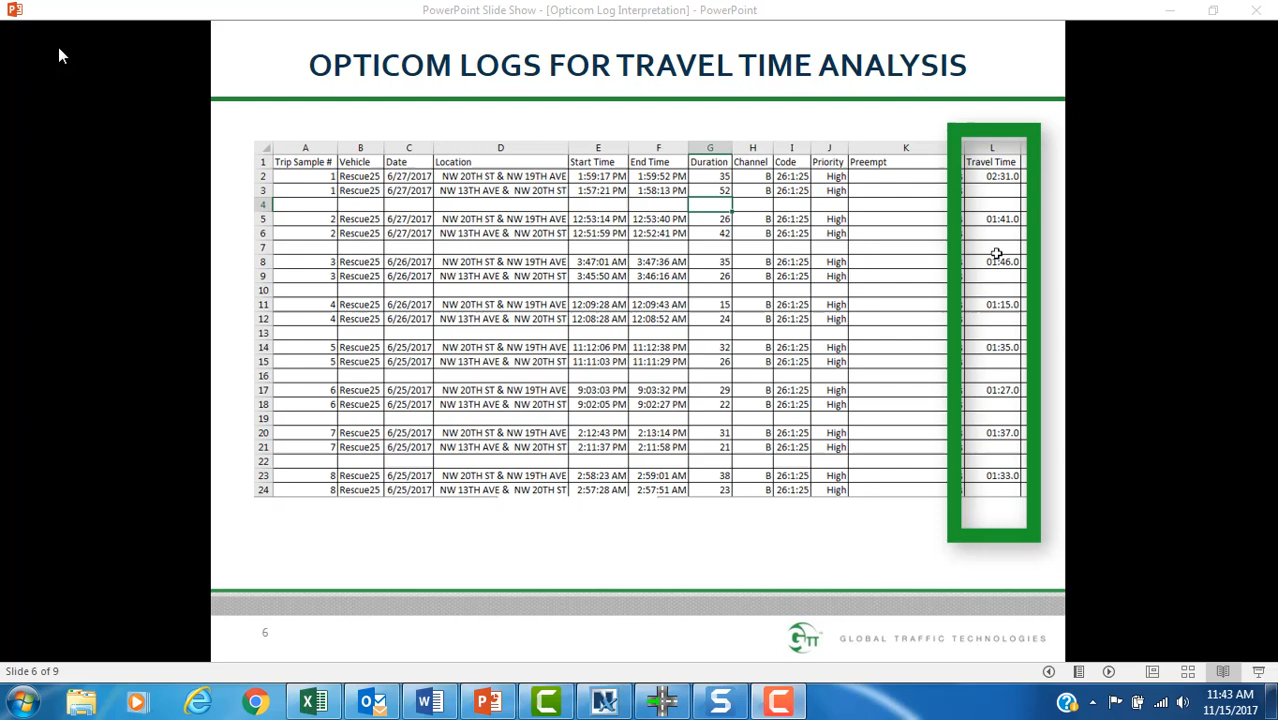 PowerPoint Slide Show - [Opticom Log Interpretation] - PowerPoint
OPTICOM LOGS FOR TRAVEL TIME ANALYSIS
A B C D E F G H I J K L
1 Trip Sample # Vehicle Date Location Start Time End Time Duration Channel Code Priority Preempt Travel Time
2 1 Rescue25 6/27/2017 NW 20TH ST & NW 19TH AVE 1:59:17 PM 1:59:52 PM 35 B 26:1:25 High 02:31.0
3 1 Rescue25 6/27/2017 NW 13TH AVE & NW 20TH ST 1:57:21 PM 1:58:13 PM 52 B 26:1:25 High
4
5 2 Rescue25 6/27/2017 NW 20TH ST & NW 19TH AVE 12:53:14 PM 12:53:40 PM 26 B 26:1:25 High 01:41.0
6 2 Rescue25 6/27/2017 NW 13TH AVE & NW 20TH ST 12:51:59 PM 12:52:41 PM 42 B 26:1:25 High
7
8 3 Rescue25 6/26/2017 NW 20TH ST & NW 19TH AVE 3:47:01 AM 3:47:36 AM 35 B 26:1:25 High 01:46.0
9 3 Rescue25 6/26/2017 NW 13TH AVE & NW 20TH ST 3:45:50 AM 3:46:16 AM 26 B 26:1:25 High
10
11 4 Rescue25 6/26/2017 NW 20TH ST & NW 19TH AVE 12:09:28 AM 12:09:43 AM 15 B 26:1:25 High 01:15.0
12 4 Rescue25 6/26/2017 NW 13TH AVE & NW 20TH ST 12:08:28 AM 12:08:52 AM 24 B 26:1:25 High
13
14 5 Rescue25 6/25/2017 NW 20TH ST & NW 19TH AVE 11:12:06 PM 11:12:38 PM 32 B 26:1:25 High 01:35.0
15 5 Rescue25 6/25/2017 NW 13TH AVE & NW 20TH ST 11:11:03 PM 11:11:29 PM 26 B 26:1:25 High
16
17 6 Rescue25 6/25/2017 NW 20TH ST & NW 19TH AVE 9:03:03 PM 9:03:32 PM 29 B 26:1:25 High 01:27.0
18 6 Rescue25 6/25/2017 NW 13TH AVE & NW 20TH ST 9:02:05 PM 9:02:27 PM 22 B 26:1:25 High
19
20 7 Rescue25 6/25/2017 NW 20TH ST & NW 19TH AVE 2:12:43 PM 2:13:14 PM 31 B 26:1:25 High 01:37.0
21 7 Rescue25 6/25/2017 NW 13TH AVE & NW 20TH ST 2:11:37 PM 2:11:58 PM 21 B 26:1:25 High
22
23 8 Rescue25 6/25/2017 NW 20TH ST & NW 19TH AVE 2:58:23 AM 2:59:01 AM 38 B 26:1:25 High 01:33.0
24 8 Rescue25 6/25/2017 NW 13TH AVE & NW 20TH ST 2:57:28 AM 2:57:51 AM 23 B 26:1:25 High
6
GTT GLOBAL TRAFFIC TECHNOLOGIES
Slide 6 of 9
11:43 AM
11/15/2017